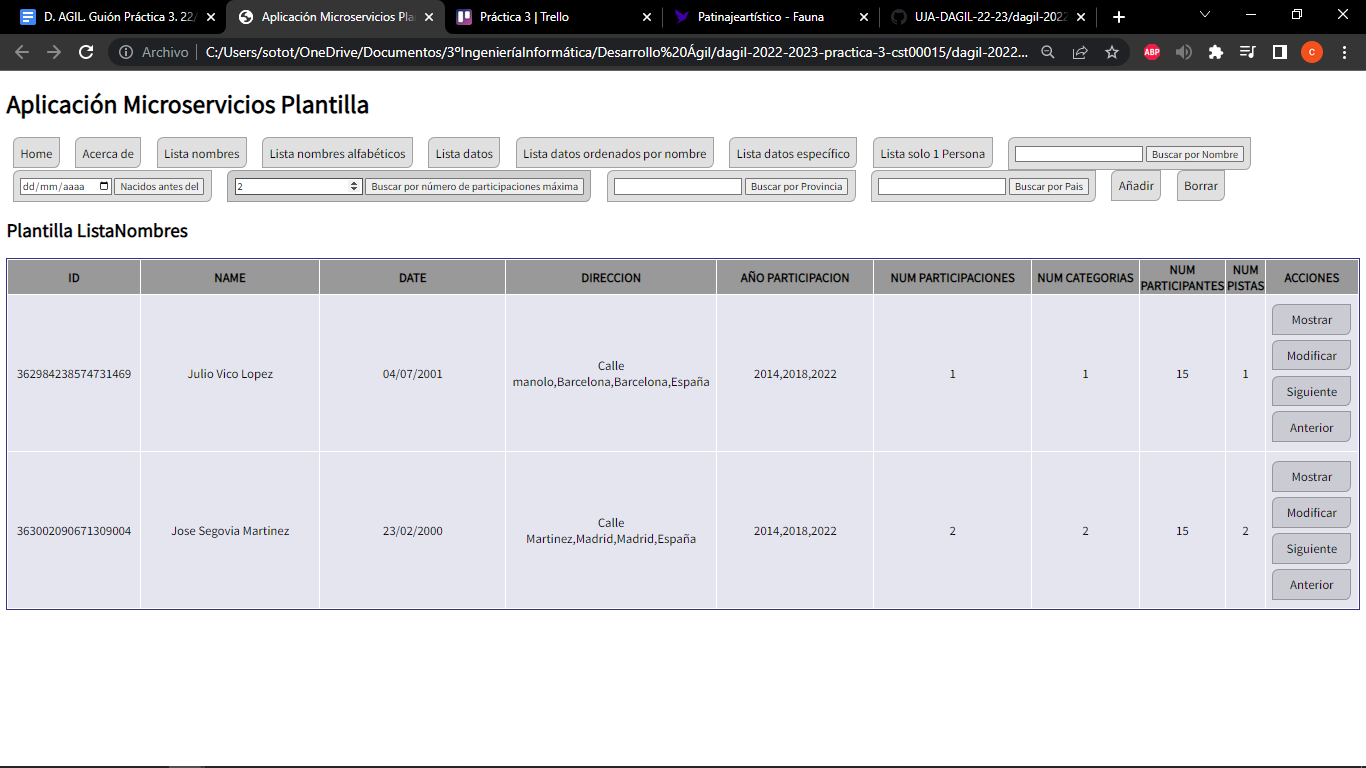 D. AGIL. Guión Práctica 3. 22/
Aplicación Microservicios Pla
Práctica 3 | Trello
Patinajeartístico - Fauna
UJA-DAGIL-22-23/dagil-2022
Archivo
C:/Users/sotot/OneDrive/Documentos/3ºIngenieríaInformática/Desarrollo%20Ágil/dagil-2022-2023-practica-3-cst00015/dagil-2022...
ABP
C
Aplicación Microservicios Plantilla
Home
Acerca de
Lista nombres
Lista nombres alfabéticos
Lista datos
Lista datos ordenados por nombre
Lista datos específico
Lista solo 1 Persona
Buscar por Nombre
dd/mm/aaaa
Nacidos antes del
2
Buscar por número de participaciones máxima
Buscar por Provincia
Buscar por Pais
Añadir
Borrar
Plantilla ListaNombres
ID
NAME
DATE
DIRECCION
AÑO PARTICIPACION
NUM PARTICIPACIONES
NUM CATEGORIAS
NUM
PARTICIPANTES
NUM
PISTAS
ACCIONES
362984238574731469
Julio Vico Lopez
04/07/2001
Calle
manolo,Barcelona,Barcelona,España
2014,2018,2022
1
1
15
1
Mostrar
Modificar
Siguiente
Anterior
363002090671309004
Jose Segovia Martinez
23/02/2000
Calle
Martinez,Madrid,Madrid,España
2014,2018,2022
2
2
15
2
Mostrar
Modificar
Siguiente
Anterior